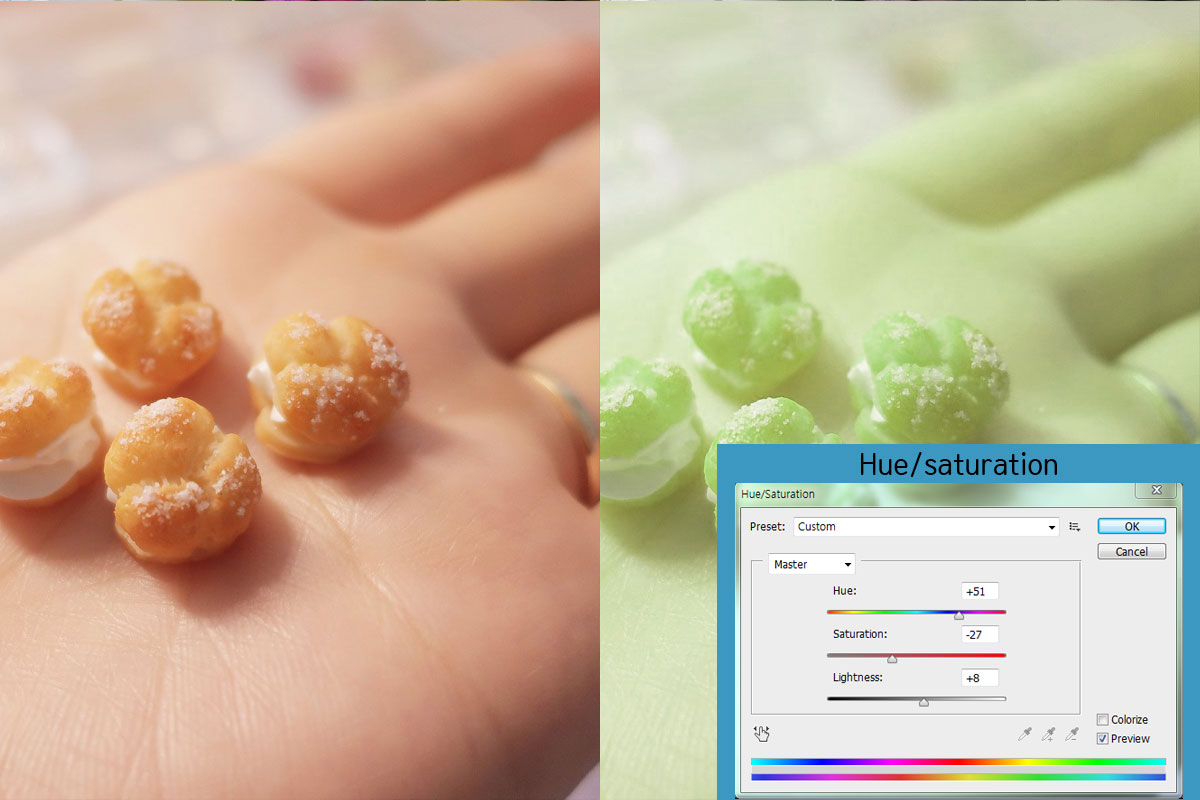 Hue/saturation
Hue/Saturation
Preset: Custom
OK
Cancel
Master
Hue: +51
Saturation: -27
Lightness: +8
Colorize
Preview